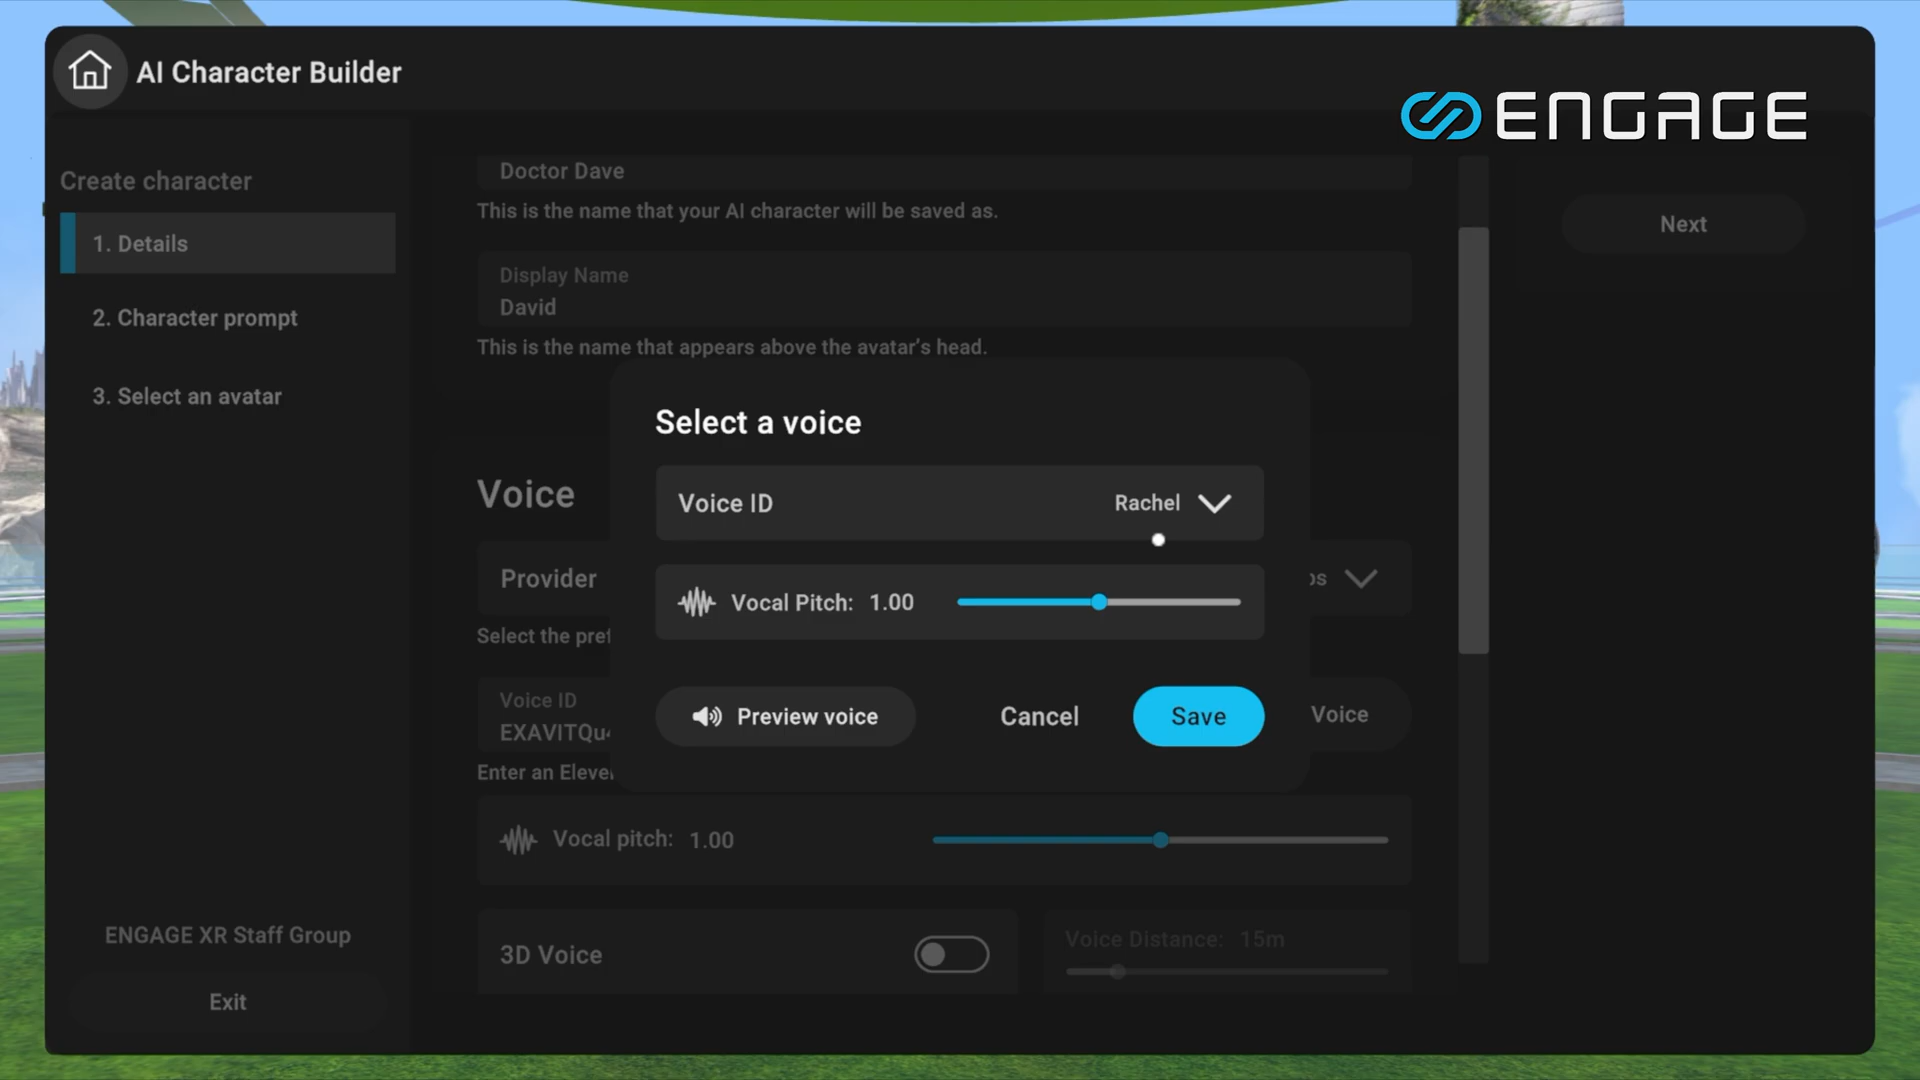 AI Character Builder
ENGAGE
Create character
1. Details
2. Character prompt
3. Select an avatar
ENGAGE XR Staff Group
Exit
Doctor Dave
This is the name that your AI character will be saved as.
Display Name
David
This is the name that appears above the avatar's head.
Voice
Provider
Select the
Voice ID
Enter an
Voice
Vocal pitch: 1.00
3D Voice
Voice Distance: 15m
Select a voice
Voice ID Rachel
Vocal Pitch: 1.00
Preview voice
Cancel
Save
Next